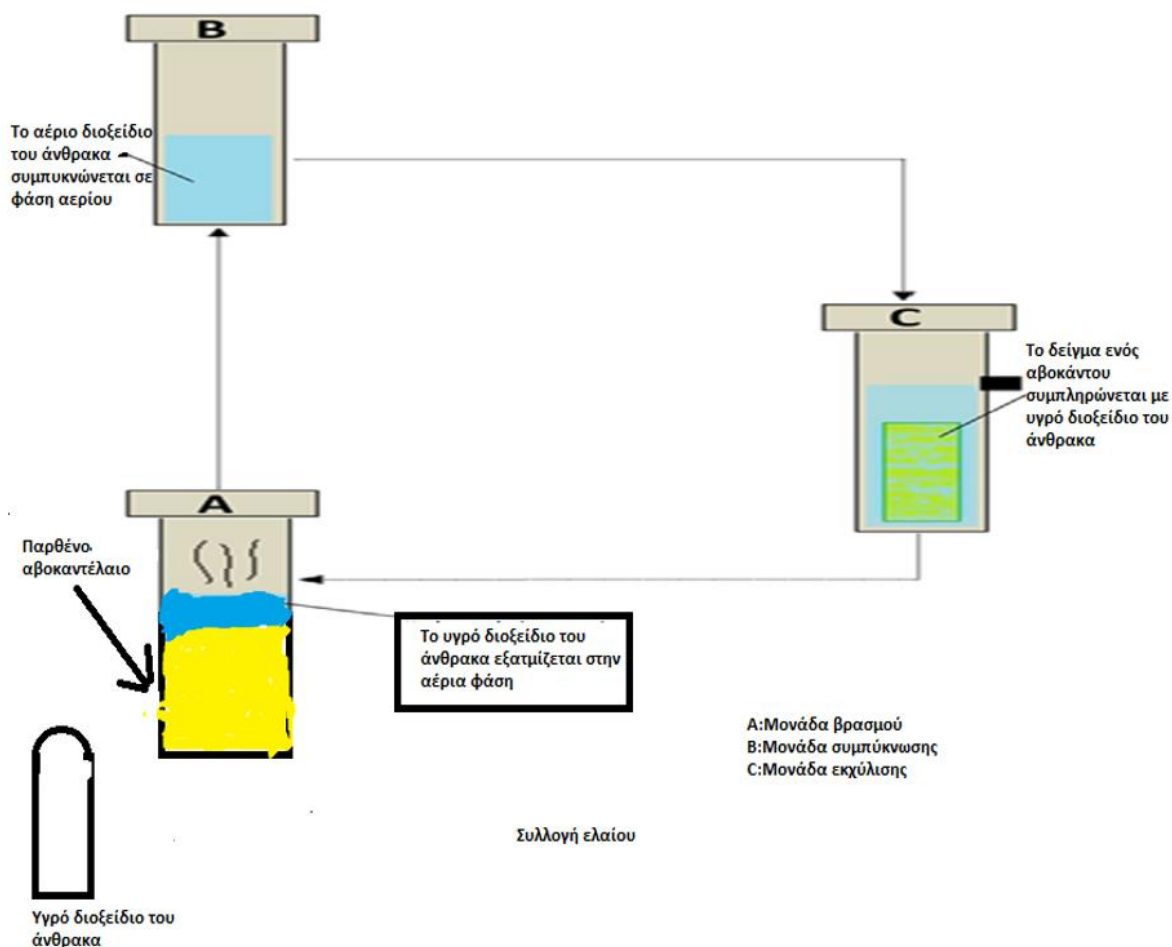 B
Το αέριο διοξείδιο
του άνθρακα
συμπυκνώνεται σε
φάση αερίου
C
Το δείγμα ενός
αβοκάντου
συμπληρώνεται με
υγρό διοξείδιο του
άνθρακα
A
Παρθένο
αβοκαντέλαιο
Το υγρό διοξείδιο του
άνθρακα εξατμίζεται στην
αέρια φάση
A:Μονάδα βρασμού
B:Μονάδα συμπύκνωσης
C:Μονάδα εκχύλισης
Συλλογή ελαίου
Υγρό διοξείδιο του
άνθρακα